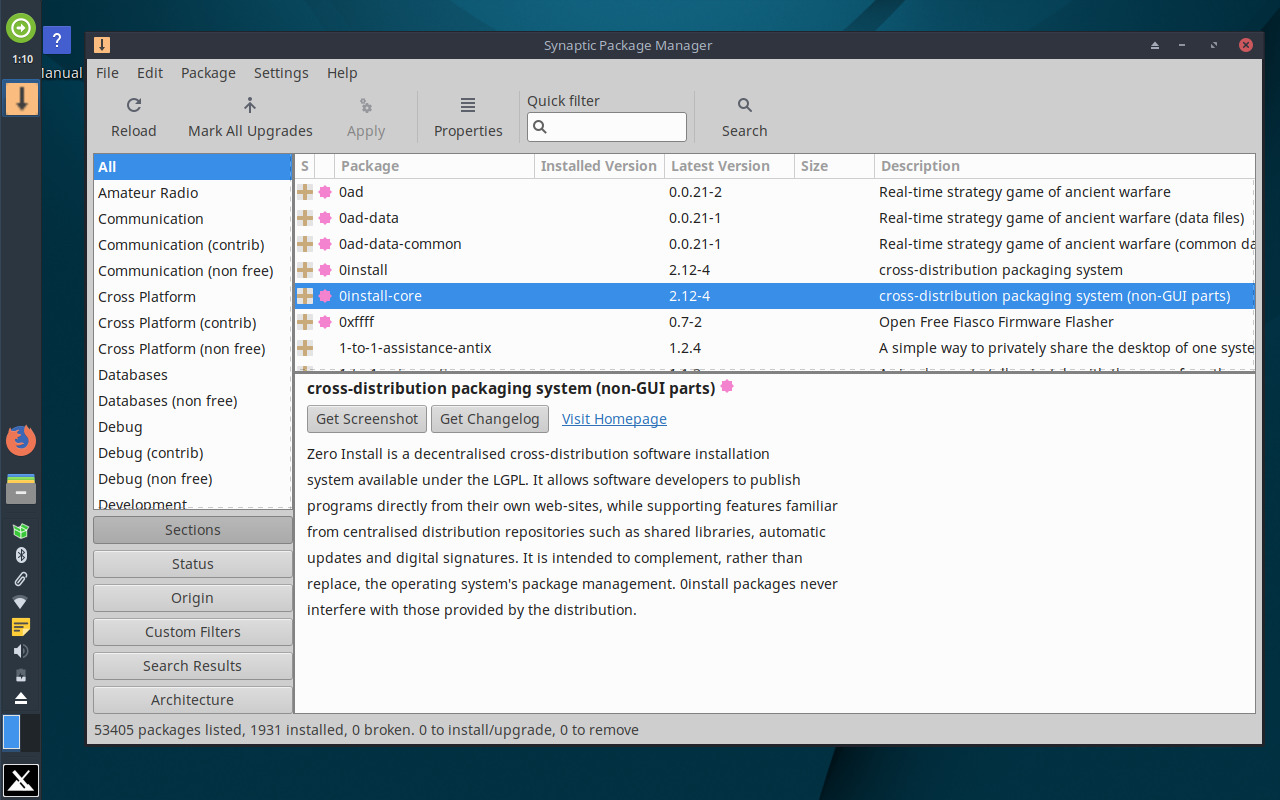 ?
1:10
Manual
Synaptic Package Manager
File Edit Package Settings Help
Reload
Mark All Upgrades
Apply
Properties
Quick filter
Search
All
Amateur Radio
Communication
Communication (contrib)
Communication (non free)
Cross Platform
Cross Platform (contrib)
Cross Platform (non free)
Databases
Databases (non free)
Debug
Debug (contrib)
Debug (non free)
Development
Sections
Status
Origin
Custom Filters
Search Results
Architecture
S Package Installed Version Latest Version Size Description
0ad 0.0.21-2 Real-time strategy game of ancient warfare
0ad-data 0.0.21-1 Real-time strategy game of ancient warfare (data files)
0ad-data-common 0.0.21-1 Real-time strategy game of ancient warfare (common da
0install 2.12-4 cross-distribution packaging system
0install-core 2.12-4 cross-distribution packaging system (non-GUI parts)
0xffff 0.7-2 Open Free Fiasco Firmware Flasher
1-to-1-assistance-antix 1.2.4 A simple way to privately share the desktop of one syste
cross-distribution packaging system (non-GUI parts)
Get Screenshot Get Changelog Visit Homepage
Zero Install is a decentralised cross-distribution software installation
system available under the LGPL. It allows software developers to publish
programs directly from their own web-sites, while supporting features familiar
from centralised distribution repositories such as shared libraries, automatic
updates and digital signatures. It is intended to complement, rather than
replace, the operating system's package management. 0install packages never
interfere with those provided by the distribution.
53405 packages listed, 1931 installed, 0 broken. 0 to install/upgrade, 0 to remove